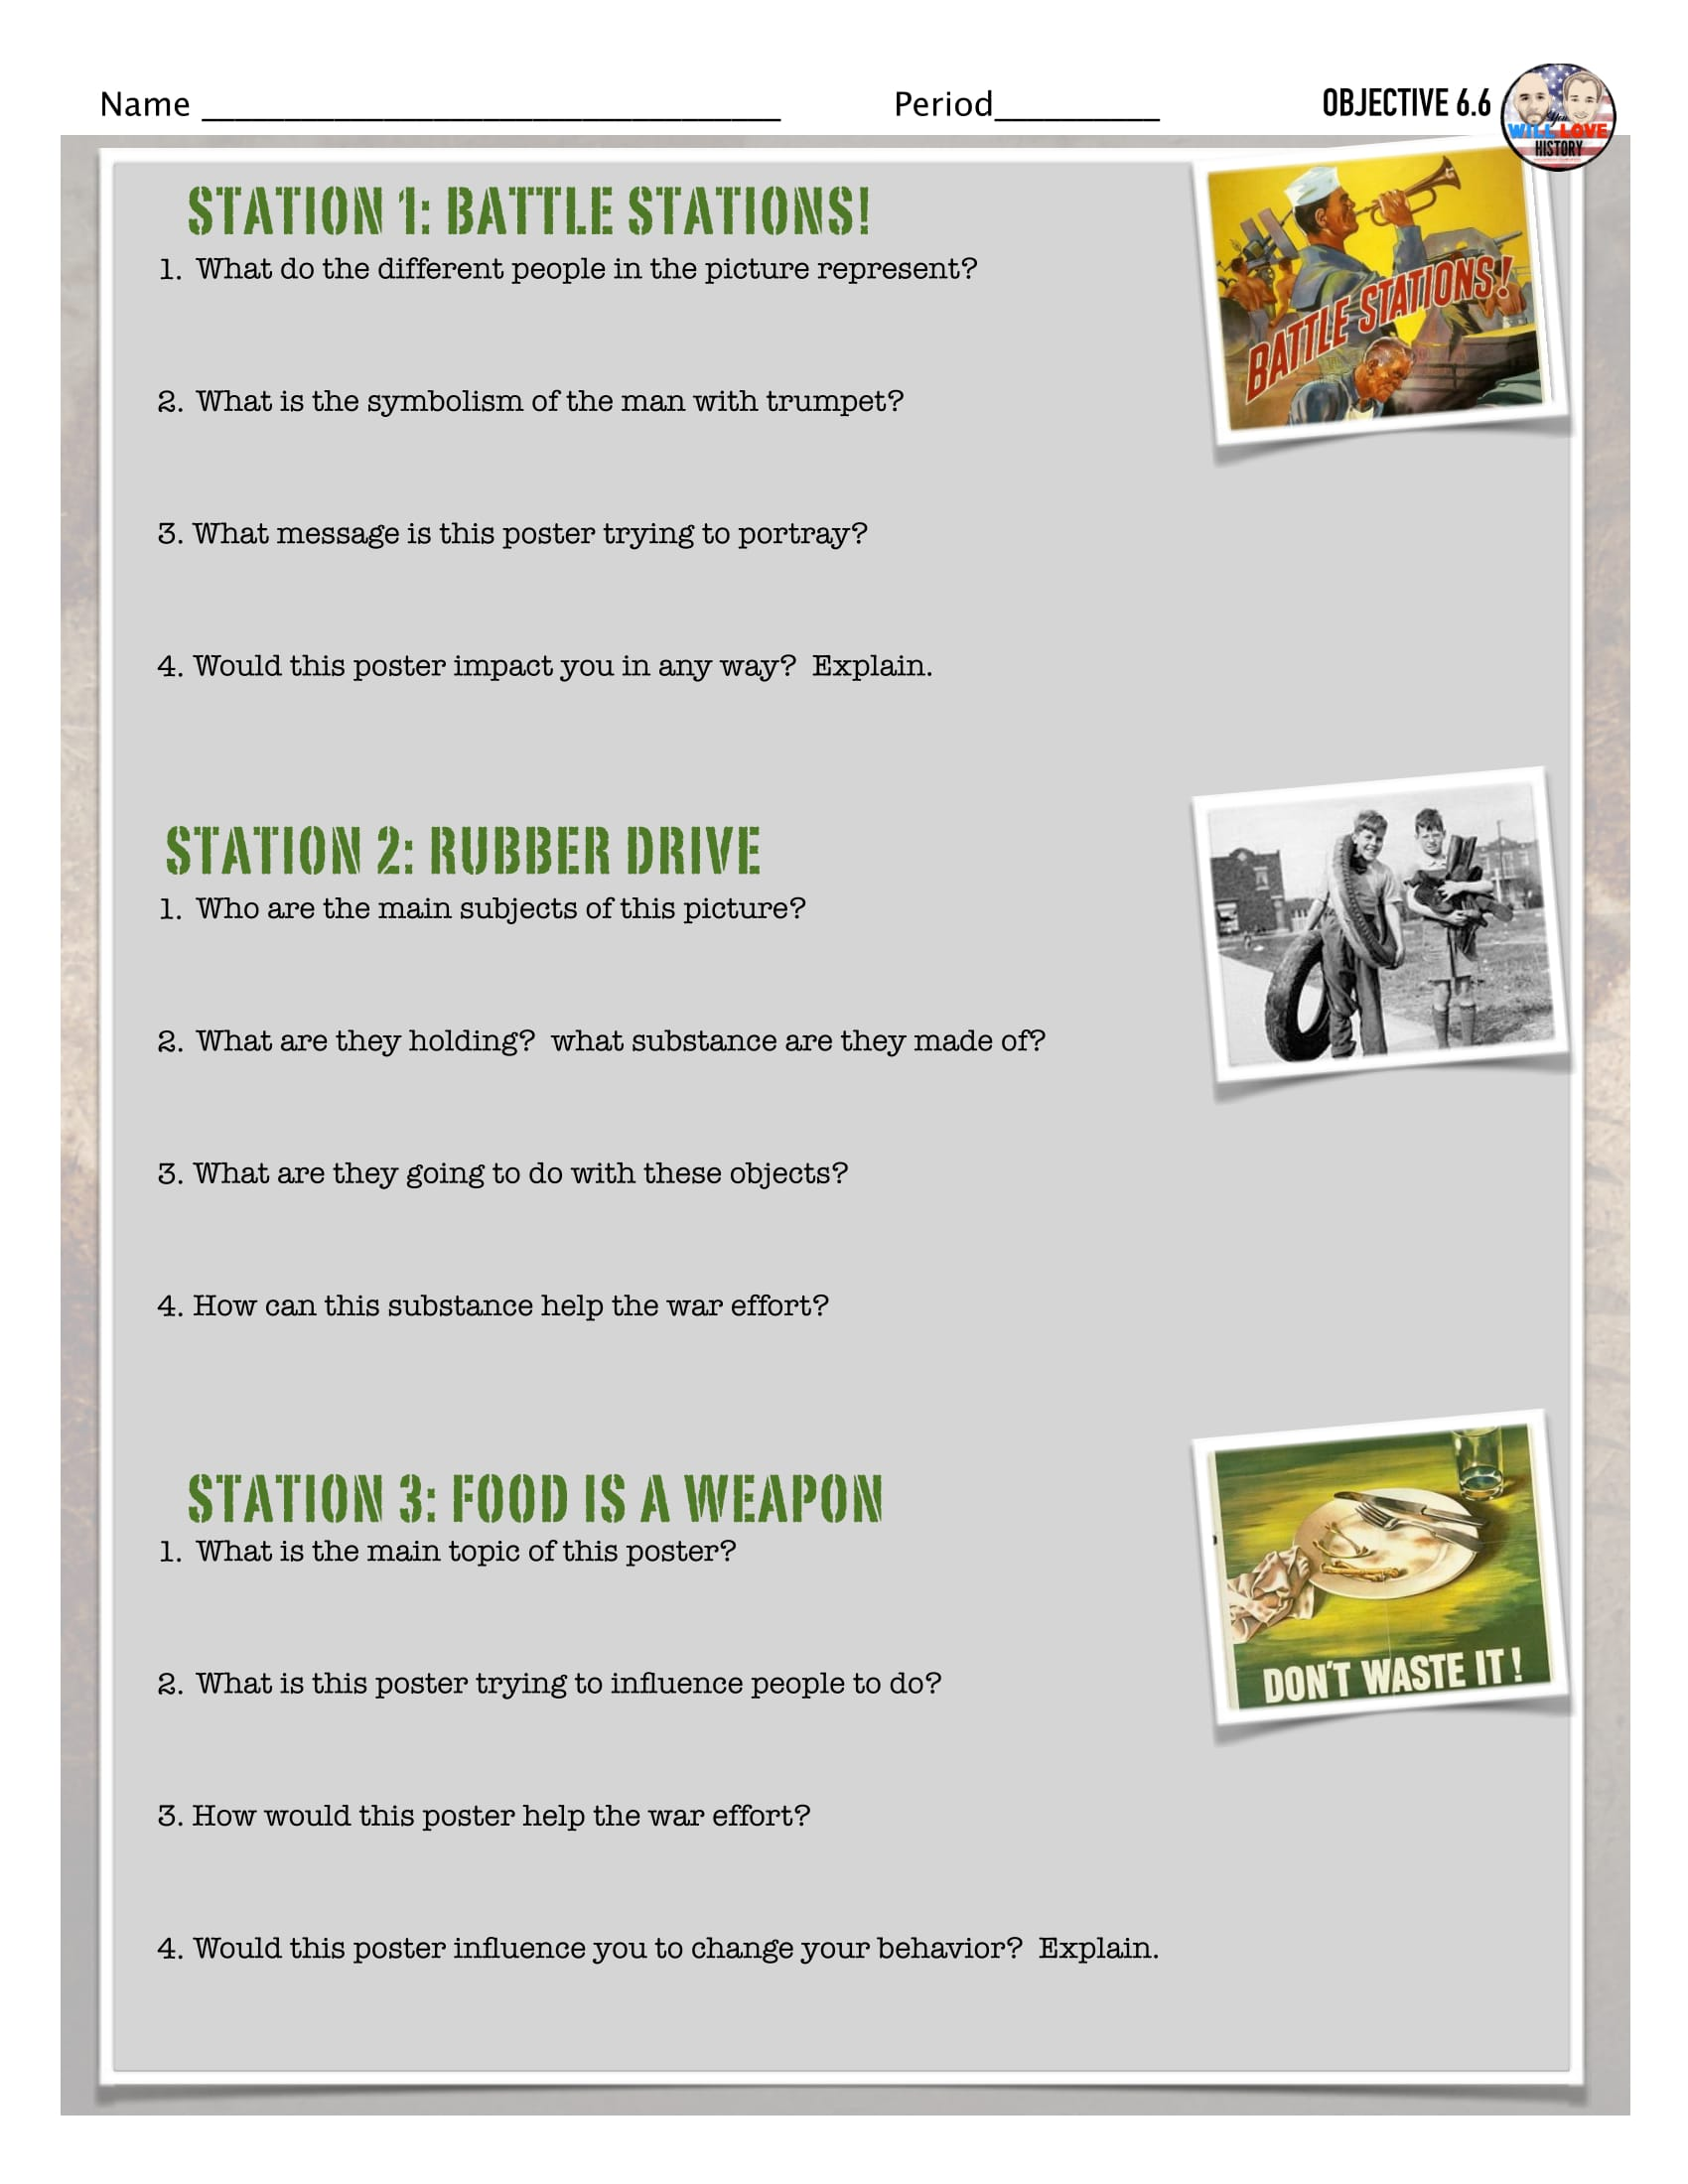 Name ___________________________________ Period__________ OBJECTIVE 6.6
You
WILL LOVE
HISTORY
STATION 1: BATTLE STATIONS!
1. What do the different people in the picture represent?
BATTLE STATIONS!
2. What is the symbolism of the man with trumpet?
3. What message is this poster trying to portray?
4. Would this poster impact you in any way?  Explain.
STATION 2: RUBBER DRIVE
1. Who are the main subjects of this picture?
2. What are they holding?  what substance are they made of?
3. What are they going to do with these objects?
4. How can this substance help the war effort?
STATION 3: FOOD IS A WEAPON
1. What is the main topic of this poster?
2. What is this poster trying to influence people to do?
DON'T WASTE IT!
3. How would this poster help the war effort?
4. Would this poster influence you to change your behavior?  Explain.